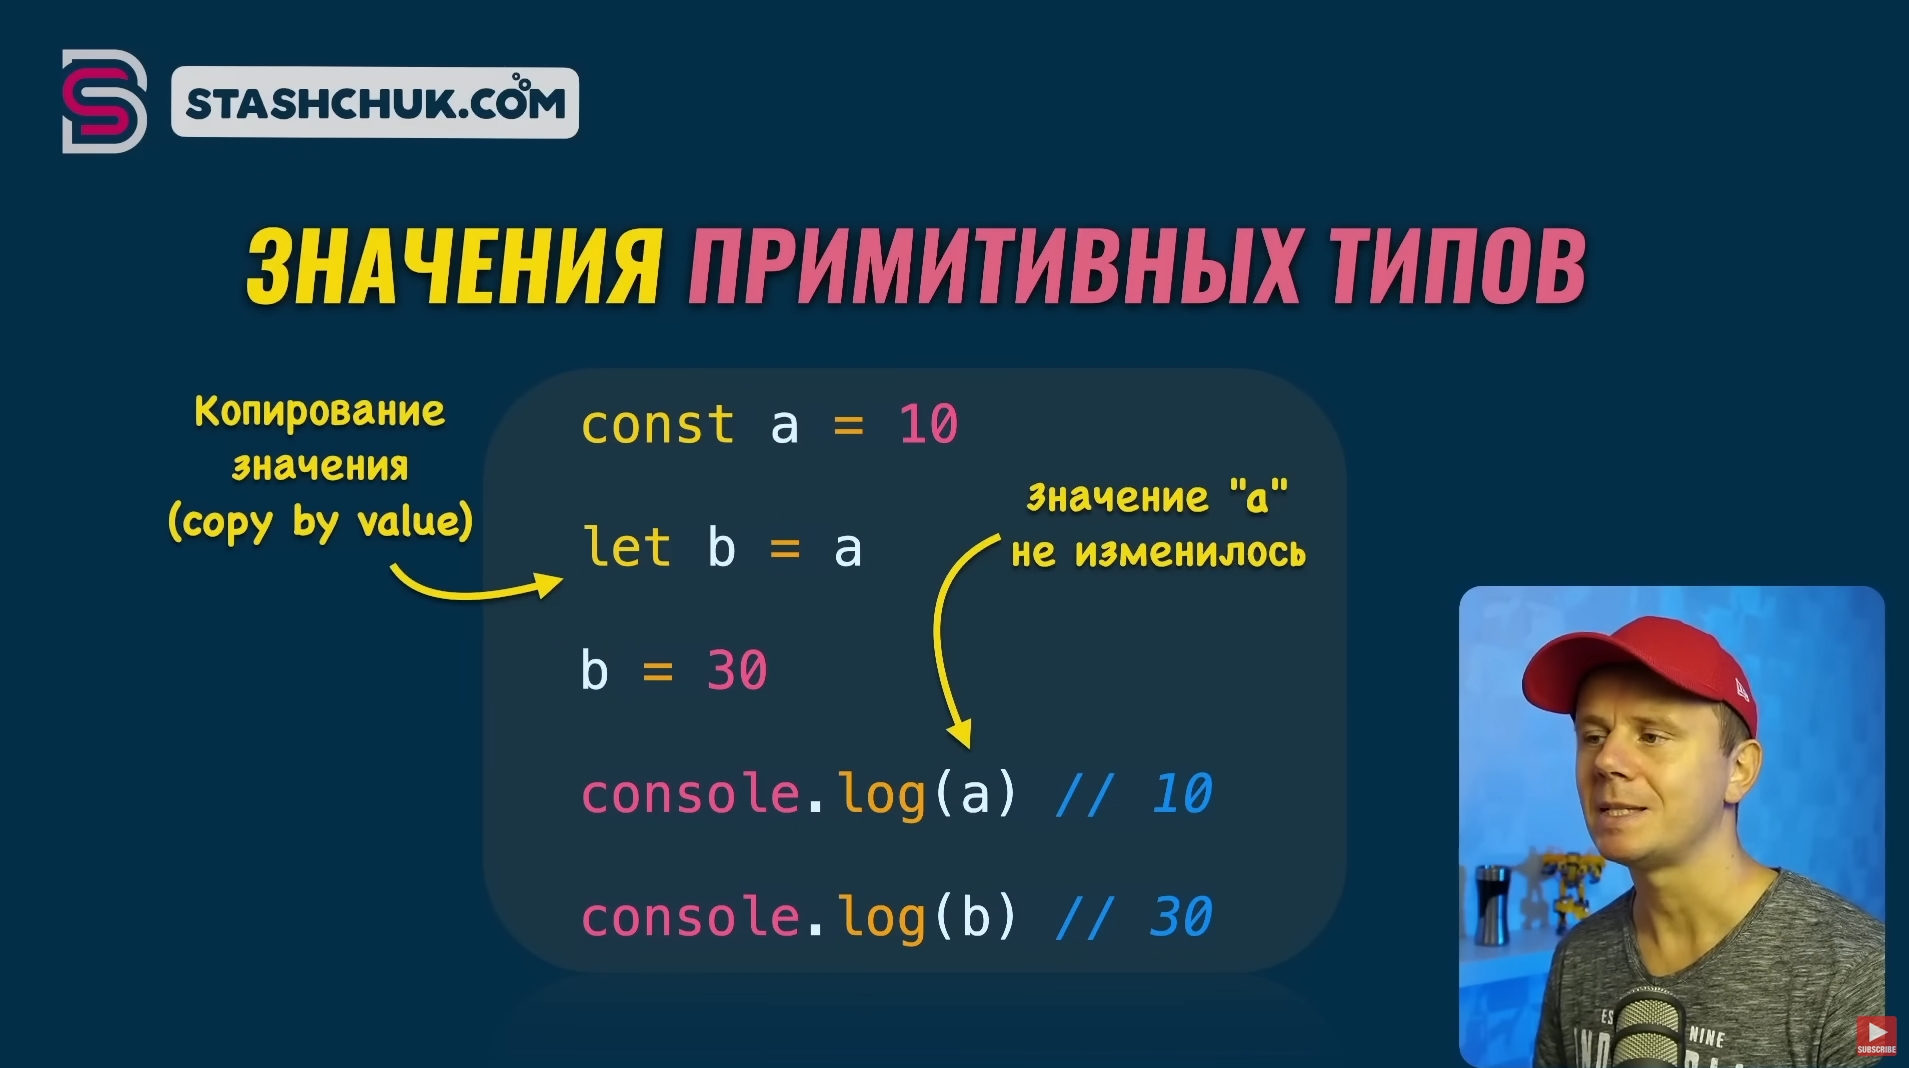 STASHCHUK.COM
ЗНАЧЕНИЯ ПРИМИТИВНЫХ ТИПОВ
Копирование
значения
(copy by value)
const a = 10
let b = a
b = 30
console.log(a) // 10
console.log(b) // 30
Значение "a"
не изменилось
NINE
SUBSCRIBE